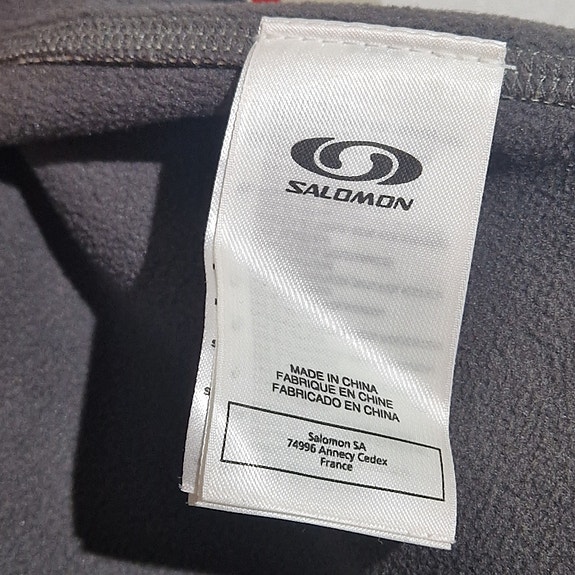 SALOMON
MADE IN CHINA
FABRIQUE EN CHINE
FABRICADO EN CHINA
Salomon SA
74996 Annecy Cedex
France